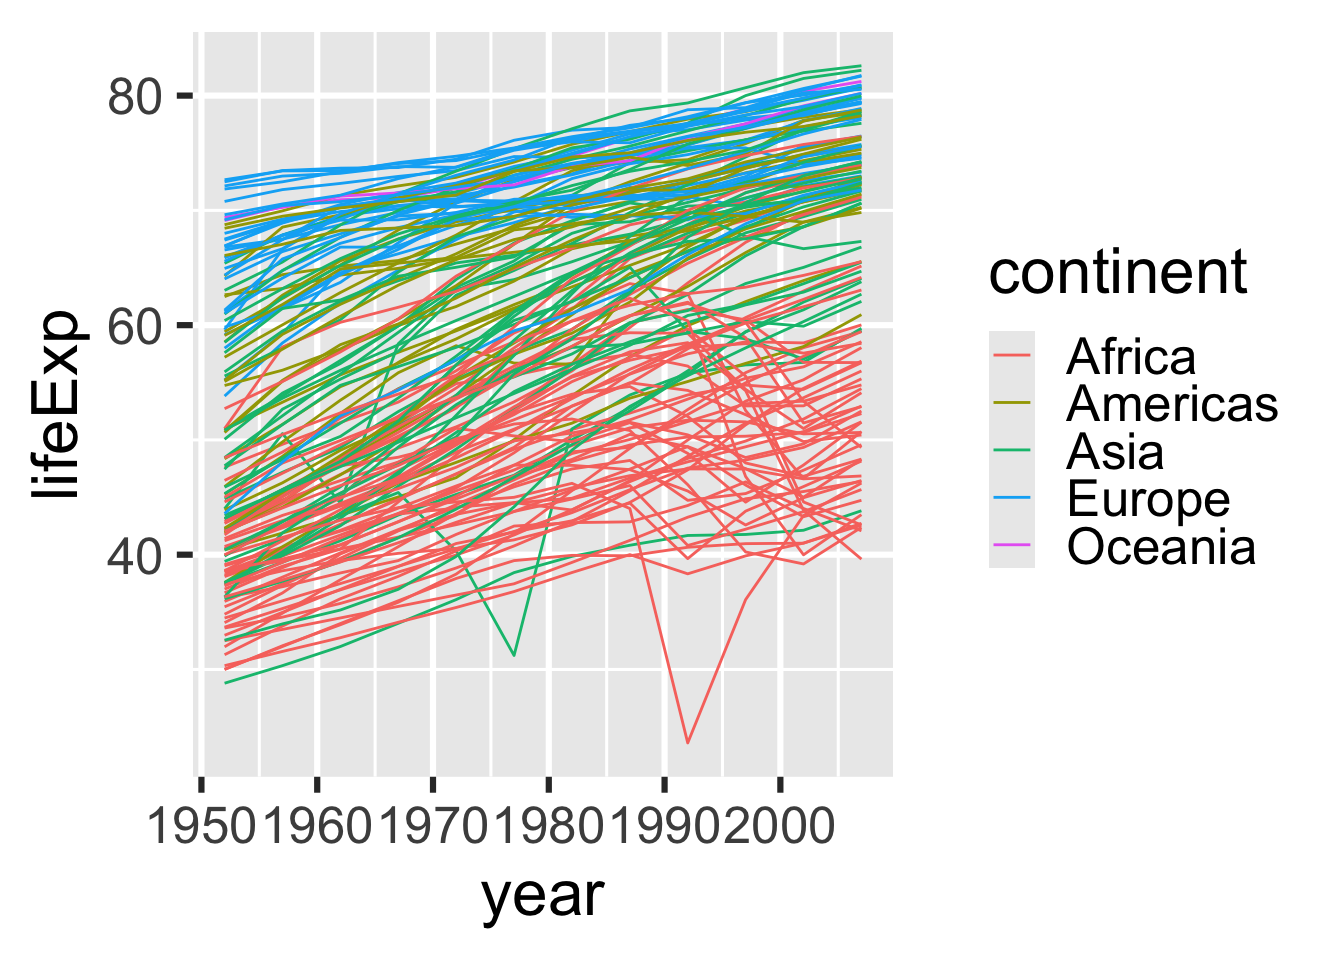 lifeExp
80
60
40
1950 1960 1970 1980 1990 2000
year
continent
Africa
Americas
Asia
Europe
Oceania